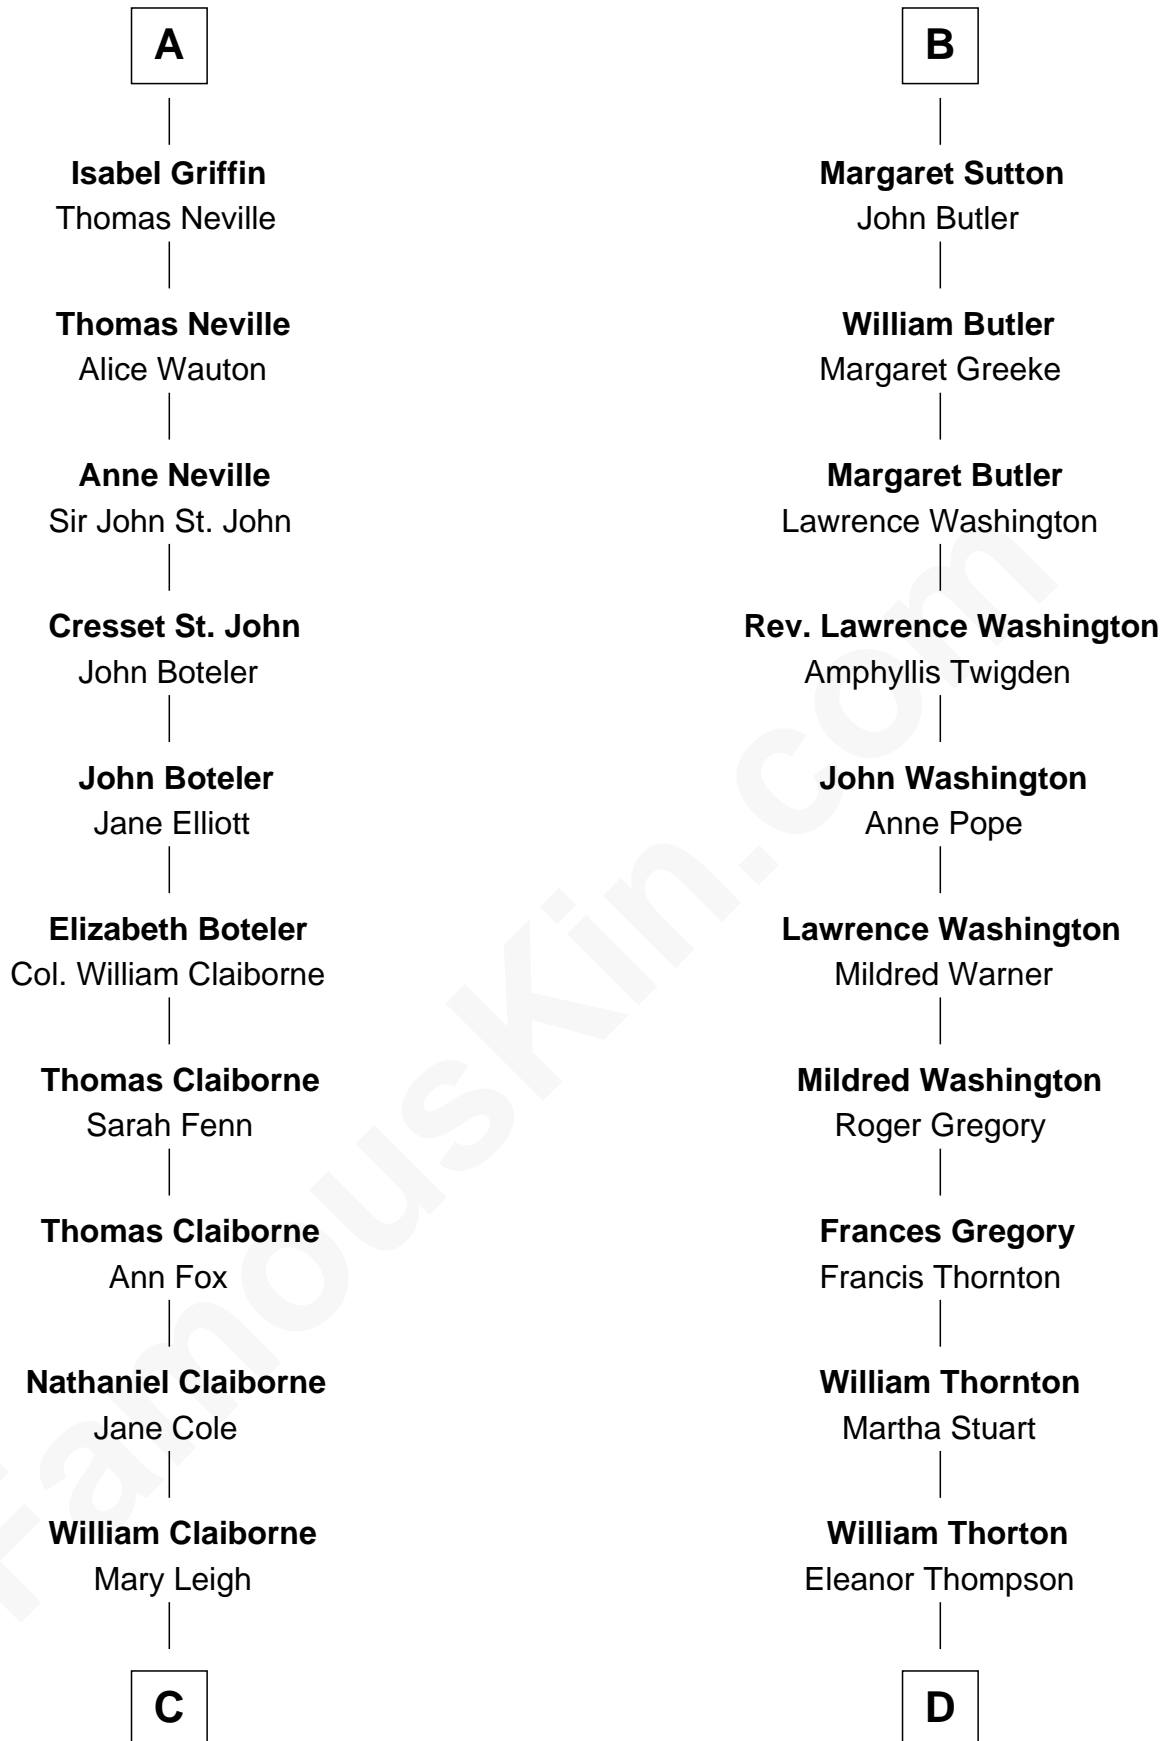 A
Isabel Griffin
Thomas Neville
Thomas Neville
Alice Wauton
Anne Neville
Sir John St. John
Cresset St. John
John Boteler
John Boteler
Jane Elliott
Elizabeth Boteler
Col. William Claiborne
Thomas Claiborne
Sarah Fenn
Thomas Claiborne
Ann Fox
Nathaniel Claiborne
Jane Cole
William Claiborne
Mary Leigh
C
B
Margaret Sutton
John Butler
William Butler
Margaret Greeke
Margaret Butler
Lawrence Washington
Rev. Lawrence Washington
Amphyllis Twigden
John Washington
Anne Pope
Lawrence Washington
Mildred Warner
Mildred Washington
Roger Gregory
Frances Gregory
Francis Thornton
William Thornton
Martha Stuart
William Thorton
Eleanor Thompson
D
FamousKin.com